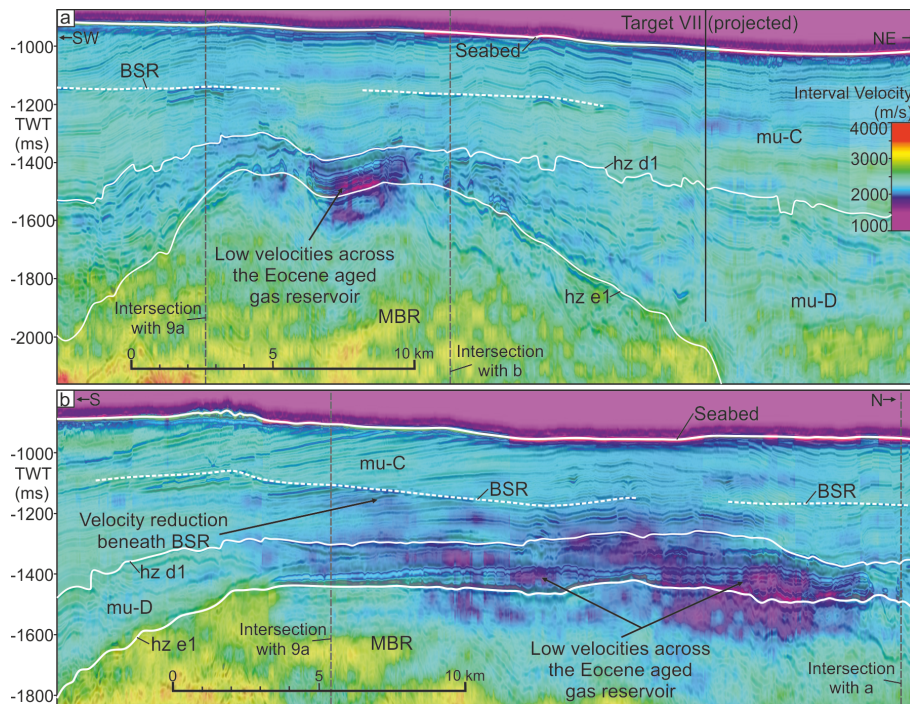 a
Target VII (projected)
←SW
NE
Seabed
-1000
BSR
Interval Velocity
(m/s)
-1200
TWT
(ms)
mu-C
4000
3000
2000
1000
-1400
hz d1
-1600
Low velocities across
the Eocene aged
gas reservoir
-1800
hz e1
mu-D
Intersection
with 9a
MBR
-2000
0 5 10 km
Intersection
with b
b
←S
N→
Seabed
-1000
TWT
(ms)
mu-C
BSR
BSR
-1200
Velocity reduction
beneath BSR
hz d1
-1400
mu-D
-1600
hz e1
Intersection
with 9a
MBR
Low velocities across
the Eocene aged
gas reservoir
Intersection
with a
0 5 10 km
-1800